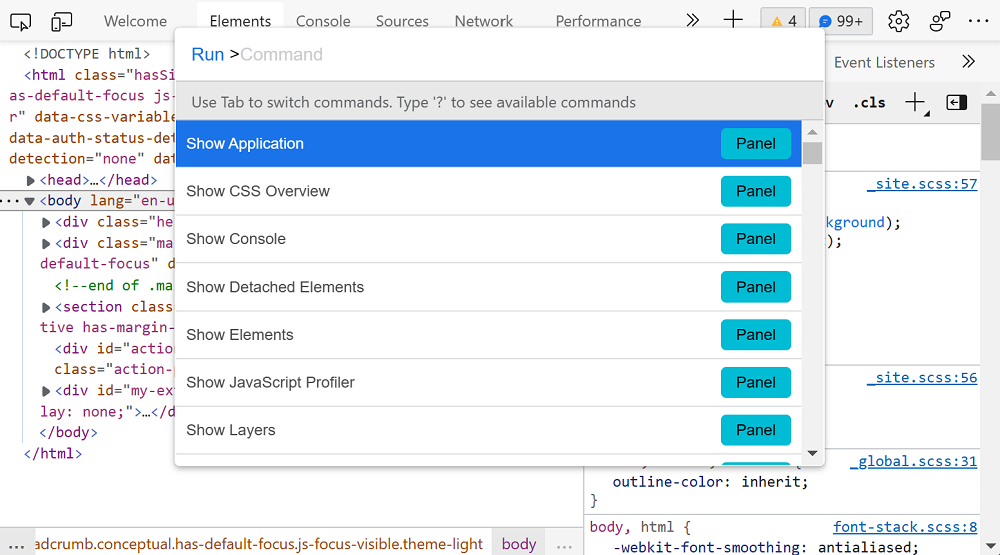 Welcome Elements Console Sources Network Performance 4 99+
<!DOCTYPE html>
<html class="hasSi
as-default-focus js-
r" data-css-variable
data-auth-status-det
detection="none" dat
<head>…</head>
… <body lang="en-u
<div class="he
<div class="ma
default-focus" d
<!--end of .ma
<section class
tive has-margin-
<div id="action
class="action-p
<div id="my-ext
lay: none;">…</d
</body>
</html>
Run >Command
Use Tab to switch commands. Type '?' to see available commands
Show Application Panel
Show CSS Overview Panel
Show Console Panel
Show Detached Elements Panel
Show Elements Panel
Show JavaScript Profiler Panel
Show Layers Panel
Event Listeners
.cls
_site.scss:57
kground);
);
_site.scss:56
_global.scss:31
outline-color: inherit;
}
body, html { font-stack.scss:8
-webkit-font-smoothing: antialiased;
... adcrumb.conceptual.has-default-focus.js-focus-visible.theme-light body ...